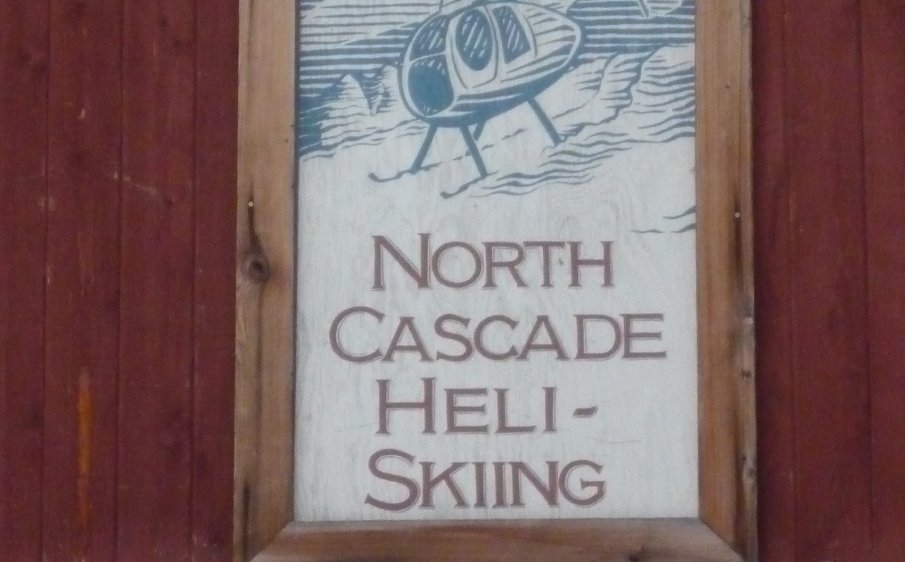 North
Cascade
Heli-
Skiing